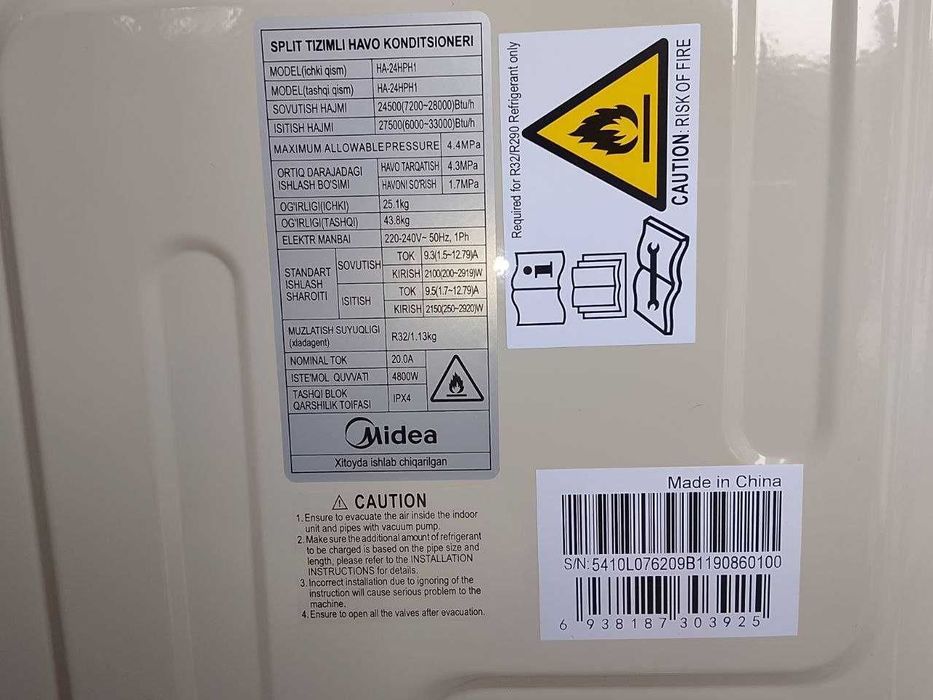 SPLIT TIZIMLI HAVO KONDITSIONERI
MODEL(ichki qism) HA-24HPH1
MODEL(tashqi qism) HA-24HPH1
SOVUTISH HAJMI 24500(7200~28000)Btu/h
ISITISH HAJMI 27500(6000~33000)Btu/h
MAXIMUM ALLOWABLE PRESSURE 4.4MPa
ORTIQ DARAJADAGI ISHLASH BO'SIMI
HAVO TARQATISH 4.3MPa
HAVONI SO'RISH 1.7MPa
OG'IRLIGI(ICHKI) 25.1kg
OG'IRLIGI(TASHQI) 43.8kg
ELEKTR MANBAI 220-240V~ 50Hz, 1Ph
STANDART
ISHLASH
SHAROITI
SOVUTISH TOK 9.3(1.5~12.79)A
KIRISH 2100(200~2919)W
ISITISH TOK 9.5(1.7~12.79)A
KIRISH 2150(250~2920)W
MUZLATISH SUYUQLIGI
(xladagent) R32/1.13kg
NOMINAL TOK 20.0A
ISTE'MOL QUVVATI 4800W
TASHQI BLOK
QARSHILIK TOIFASI IPX4
Midea
Xitoyda ishlab chiqarilgan
Required for R32/R290 Refrigerant only
CAUTION: RISK OF FIRE
CAUTION
1. Ensure to evacuate the air inside the indoor
unit and pipes with vacuum pump.
2. Make sure the additional amount of refrigerant
to be charged is based on the pipe size and
length, please refer to the INSTALLATION
INSTRUCTIONS for details.
3. Incorrect installation due to ignoring of the
instruction will cause serious problem to the
machine.
4. Ensure to open all the valves after evacuation.
Made in China
S/N: 5410L076209B1190860100
6 938187 303925